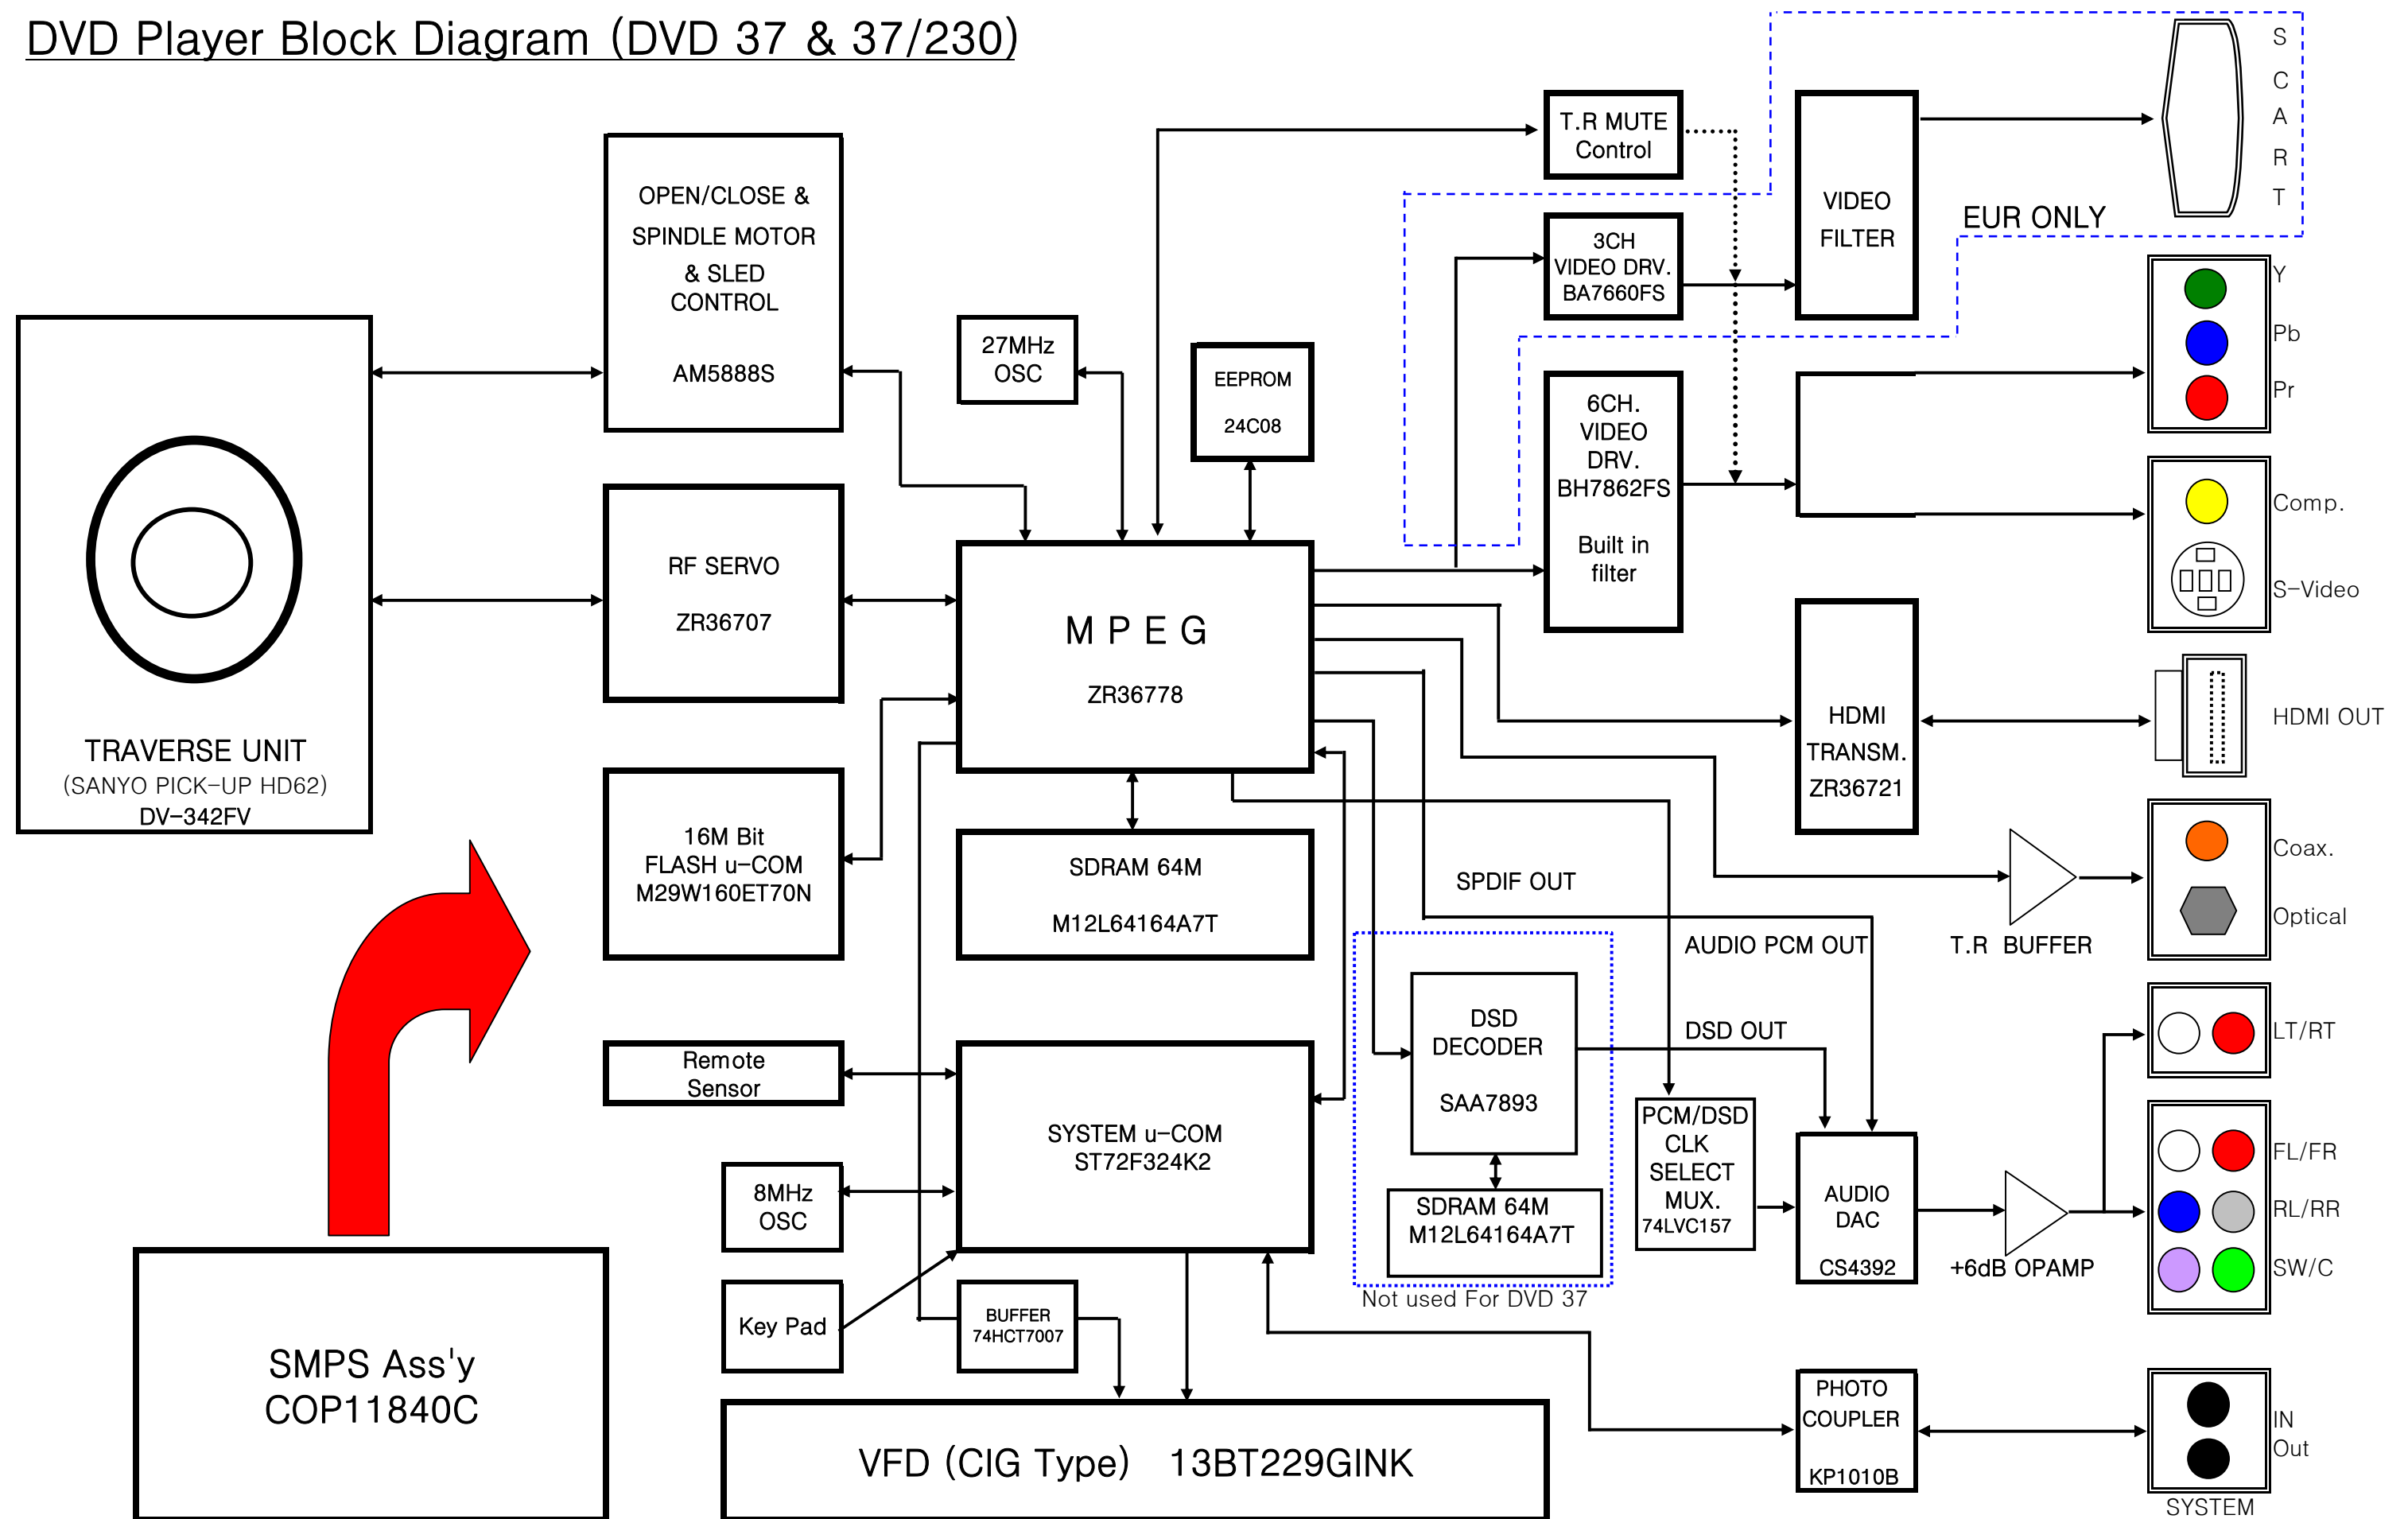 DVD Player Block Diagram (DVD 37 & 37/230)
S
C
A
R
T
T.R MUTE
Control
OPEN/CLOSE &
SPINDLE MOTOR
& SLED
CONTROL
AM5888S
VIDEO
FILTER
EUR ONLY
3CH
VIDEO DRV.
BA7660FS
Y
Pb
Pr
27MHz
OSC
EEPROM
24C08
6CH.
VIDEO
DRV.
BH7862FS
Built in
filter
Comp.
S-Video
RF SERVO
ZR36707
M P E G
ZR36778
TRAVERSE UNIT
(SANYO PICK-UP HD62)
DV-342FV
HDMI
TRANSM.
ZR36721
HDMI OUT
16M Bit
FLASH u-COM
M29W160ET70N
SDRAM 64M
M12L64164A7T
SPDIF OUT
Coax.
Optical
AUDIO PCM OUT
T.R BUFFER
DSD
DECODER
SAA7893
DSD OUT
LT/RT
Remote
Sensor
SYSTEM u-COM
ST72F324K2
PCM/DSD
CLK
SELECT
MUX.
74LVC157
8MHz
OSC
SDRAM 64M
M12L64164A7T
AUDIO
DAC
CS4392
+6dB OPAMP
FL/FR
RL/RR
SW/C
Not used For DVD 37
Key Pad
BUFFER
74HCT7007
SMPS Ass'y
COP11840C
VFD (CIG Type) 13BT229GINK
PHOTO
COUPLER
KP1010B
IN
Out
SYSTEM